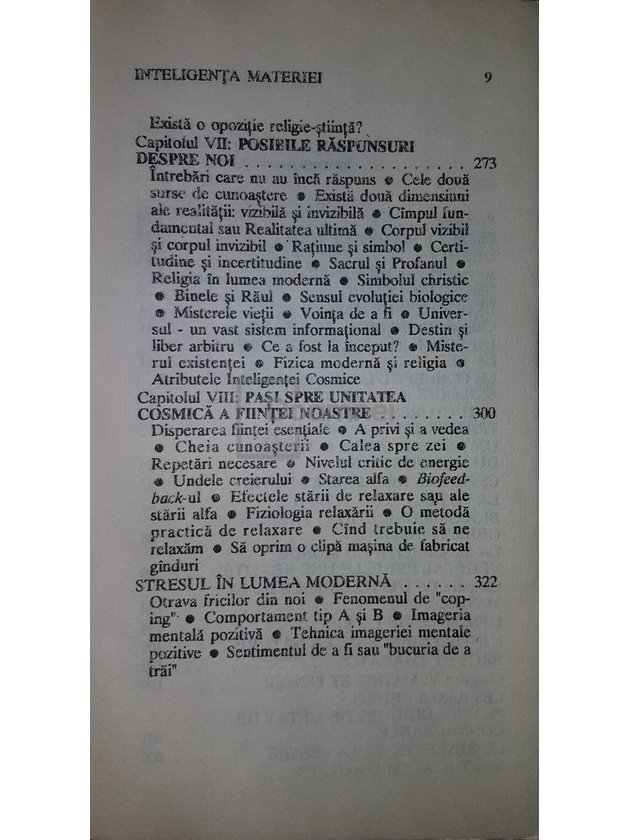 INTELIGENȚA MATERIEI 9
Există o opoziție religie-știință?
Capitolul VII: POSIBILE RĂSPUNSURI
DESPRE NOI . . . . . . . . . . . . . . . . . . . . . 273
Întrebări care nu au încă răspuns ● Cele două
surse de cunoaștere ● Există două dimensiuni
ale realității: vizibilă și invizibilă ● Cîmpul fun-
damental sau Realitatea ultimă ● Corpul vizibil
și corpul invizibil ● Rațiune și simbol ● Certi-
tudine și incertitudine ● Sacrul și Profanul ●
Religia în lumea modernă ● Simbolul christic
● Binele și Răul ● Sensul evoluției biologice
● Misterele vieții ● Voința de a fi ● Univer-
sul - un vast sistem informațional ● Destin și
liber arbitru ● Ce a fost la început? ● Miste-
rul existenței ● Fizica modernă și religia ●
Atributele Inteligenței Cosmice
Capitolul VIII: PAȘI SPRE UNITATEA
COSMICĂ A FIINȚEI NOASTRE . . . . . . . . 300
Disperarea ființei esențiale ● A privi și a vedea
● Cheia cunoașterii ● Calea spre zei ●
Repetări necesare ● Nivelul critic de energie
● Undele creierului ● Starea alfa ● Biofeed-
back-ul ● Efectele stării de relaxare sau ale
stării alfa ● Fiziologia relaxării ● O metodă
practică de relaxare ● Cînd trebuie să ne
relaxăm ● Să oprim o clipă mașina de fabricat
gînduri
STRESUL ÎN LUMEA MODERNĂ . . . . . . 322
Otrava fricilor din noi ● Fenomenul de "cop-
ing" ● Comportament tip A și B ● Imageria
mentală pozitivă ● Tehnica imageriei mentale
pozitive ● Sentimentul de a fi sau "bucuria de a
trăi"